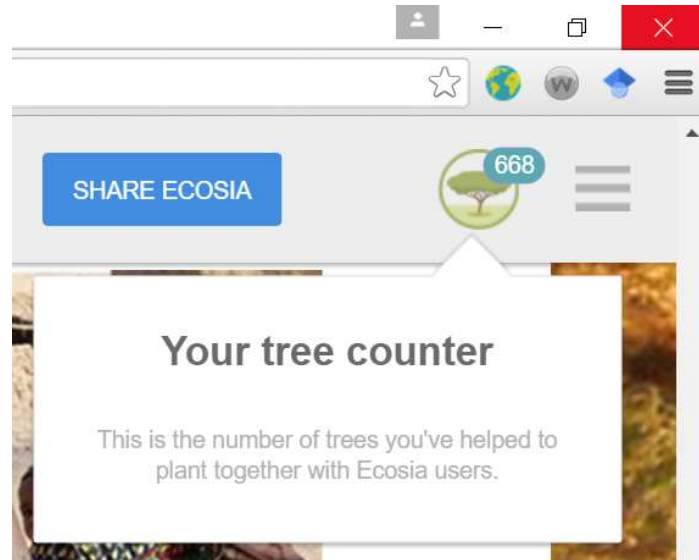 W
SHARE ECOSIA
668
Your tree counter
This is the number of trees you've helped to
plant together with Ecosia users.